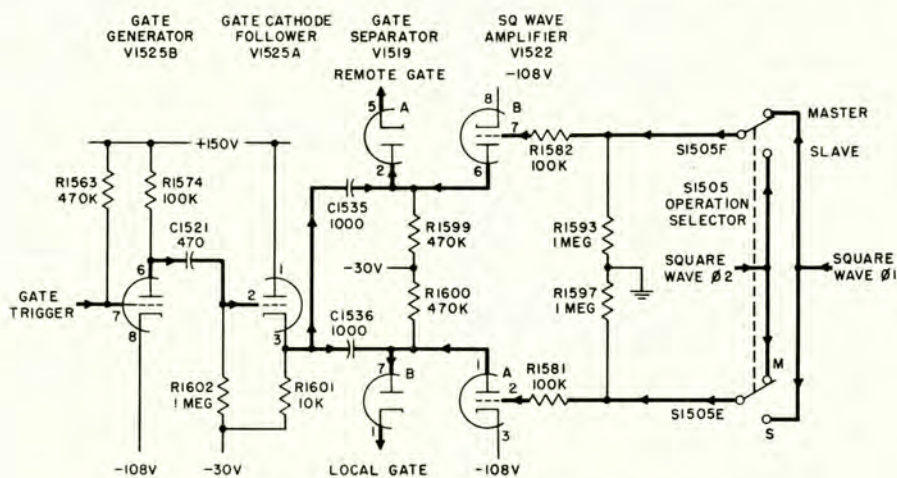 GATE GENERATOR V1525B
GATE CATHODE FOLLOWER V1525A
GATE SEPARATOR V1519
SQ WAVE AMPLIFIER V1522
REMOTE GATE
-108V
5
A
8
B
MASTER
+150V
7
R1582
100K
S1505F
SLAVE
R1563
470K
R1574
100K
2
6
C1535
1000
S1505
OPERATION
SELECTOR
C1521
470
R1599
470K
R1593
1 MEG
6
1
-30V
SQUARE
WAVE Ø2
SQUARE
WAVE Ø1
GATE
TRIGGER
7
2
R1600
470K
R1597
1 MEG
8
3
C1536
1000
M
7
B
1
A
R1581
100K
R1602
1 MEG
R1601
10K
2
S1505E
1
3
S
-108V
-30V
LOCAL GATE
-108V